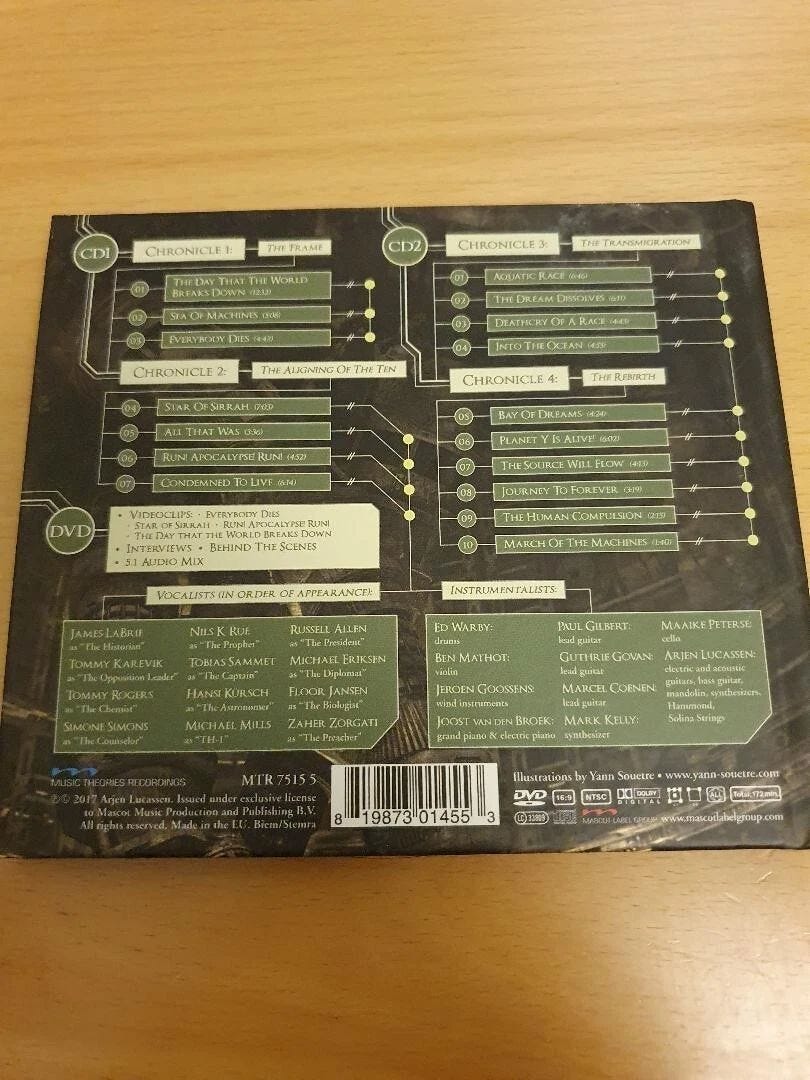 CD1
CHRONICLE 1:
THE FRAME
01
THE DAY THAT THE WORLD
BREAKS DOWN (12:32)
02
SEA OF MACHINES (5:08)
03
EVERYBODY DIES (4:42)
CHRONICLE 2:
THE ALIGNING OF THE TEN
04
STAR OF SIRRAH (7:03)
05
ALL THAT WAS (3:36)
06
RUN! APOCALYPSE! RUN! (4:52)
07
CONDEMNED TO LIVE (6:14)
DVD
• VIDEOCLIPS: · EVERYBODY DIES
· STAR OF SIRRAH · RUN! APOCALYPSE! RUN!
· THE DAY THAT THE WORLD BREAKS DOWN
• INTERVIEWS • BEHIND THE SCENES
• 5.1 AUDIO MIX
CD2
CHRONICLE 3:
THE TRANSMIGRATION
01
AQUATIC RACE (6:46)
02
THE DREAM DISSOLVES (6:11)
03
DEATHCRY OF A RACE (4:43)
04
INTO THE OCEAN (4:53)
CHRONICLE 4:
THE REBIRTH
05
BAY OF DREAMS (4:24)
06
PLANET Y IS ALIVE! (6:02)
07
THE SOURCE WILL FLOW (4:13)
08
JOURNEY TO FOREVER (3:19)
09
THE HUMAN COMPULSION (2:15)
10
MARCH OF THE MACHINES (1:40)
VOCALISTS (IN ORDER OF APPEARANCE):
JAMES LABRIE
as "The Historian"
TOMMY KAREVIK
as "The Opposition Leader"
TOMMY ROGERS
as "The Chemist"
SIMONE SIMONS
as "The Counselor"
NILS K RUE
as "The Prophet"
TOBIAS SAMMET
as "The Captain"
HANSI KÜRSCH
as "The Astronomer"
MICHAEL MILLS
as "TH-1"
RUSSELL ALLEN
as "The President"
MICHAEL ERIKSEN
as "The Diplomat"
FLOOR JANSEN
as "The Biologist"
ZAHER ZORGATI
as "The Preacher"
INSTRUMENTALISTS:
ED WARBY:
drums
BEN MATHOT:
violin
JEROEN GOOSSENS:
wind instruments
JOOST VAN DEN BROEK:
grand piano & electric piano
PAUL GILBERT:
lead guitar
GUTHRIE GOVAN:
lead guitar
MARCEL COENEN:
lead guitar
MARK KELLY:
synthesizer
MAAIKE PETERSE:
cello
ARJEN LUCASSEN:
electric and acoustic
guitars, bass guitar,
mandolin, synthesizers,
Hammond,
Solina Strings
MUSIC THEORIES RECORDINGS
MTR 7515 5
℗© 2017 Arjen Lucassen. Issued under exclusive license
to Mascot Music Production and Publishing B.V.
All rights reserved. Made in the EU. Biem/Stemra
8 19873 01455 3
Illustrations by Yann Souetre • www.yann-souetre.com
DVD 16:9 NTSC DOLBY DIGITAL ALL Total: 172 min.
LC 33809 MASCOT LABEL GROUP www.mascotlabelgroup.com